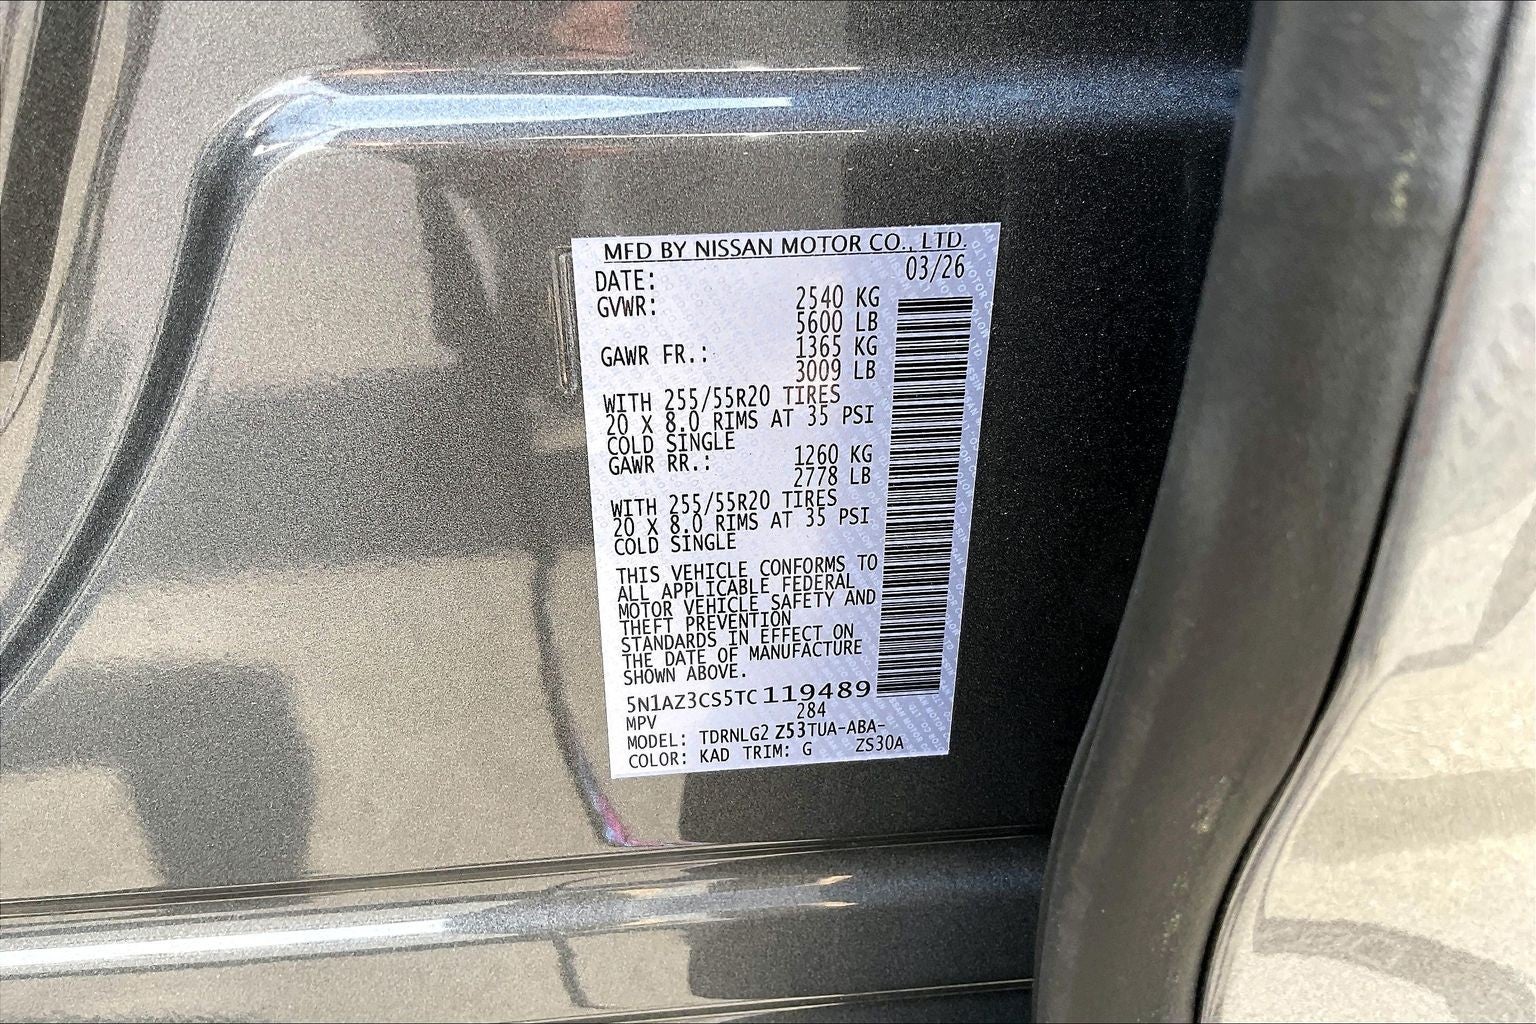 MFD BY NISSAN MOTOR CO., LTD.
DATE: 03/26
GVWR: 2540 KG
5600 LB
GAWR FR.: 1365 KG
3009 LB
WITH 255/55R20 TIRES
20 X 8.0 RIMS AT 35 PSI
COLD SINGLE
GAWR RR.: 1260 KG
2778 LB
WITH 255/55R20 TIRES
20 X 8.0 RIMS AT 35 PSI
COLD SINGLE
THIS VEHICLE CONFORMS TO
ALL APPLICABLE FEDERAL
MOTOR VEHICLE SAFETY AND
THEFT PREVENTION
STANDARDS IN EFFECT ON
THE DATE OF MANUFACTURE
SHOWN ABOVE.
5N1AZ3CS5TC119489
MPV 284
MODEL: TDRNLG2 Z53TUA-ABA-
COLOR: KAD TRIM: G ZS30A